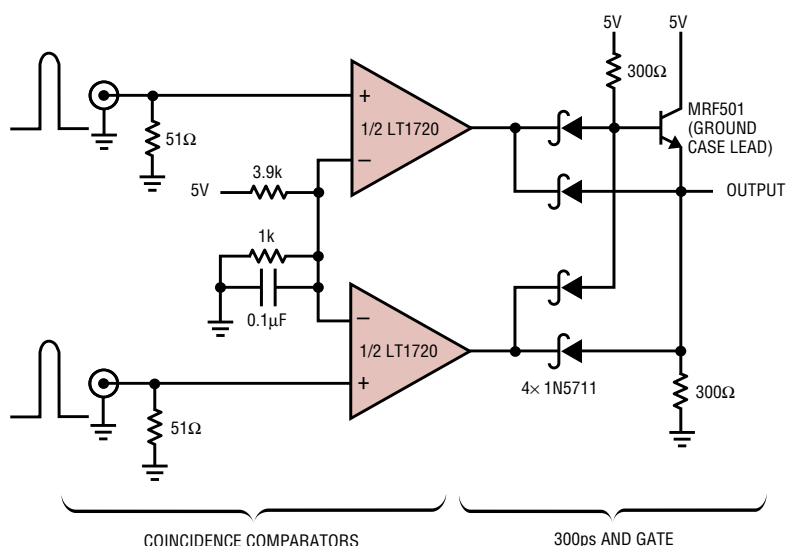 5V
5V
300Ω
MRF501
(GROUND
CASE LEAD)
+
1/2 LT1720
−
51Ω
3.9k
5V
OUTPUT
1k
0.1µF
−
1/2 LT1720
+
4× 1N5711
300Ω
51Ω
COINCIDENCE COMPARATORS
300ps AND GATE